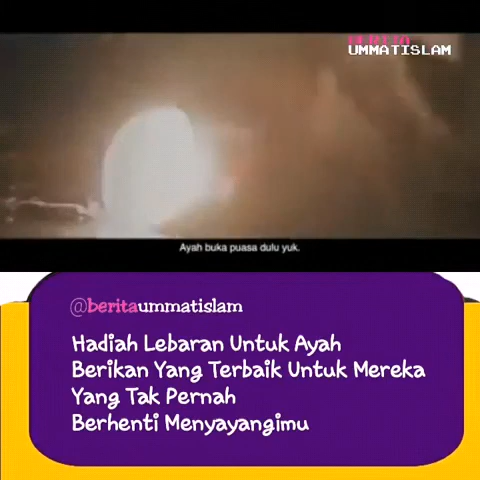 BERITA
UMMATISLAM
Ayah buka puasa dulu yuk.
@beritaummatislam
Hadiah Lebaran Untuk Ayah
Berikan Yang Terbaik Untuk Mereka
Yang Tak Pernah
Berhenti Menyayangimu